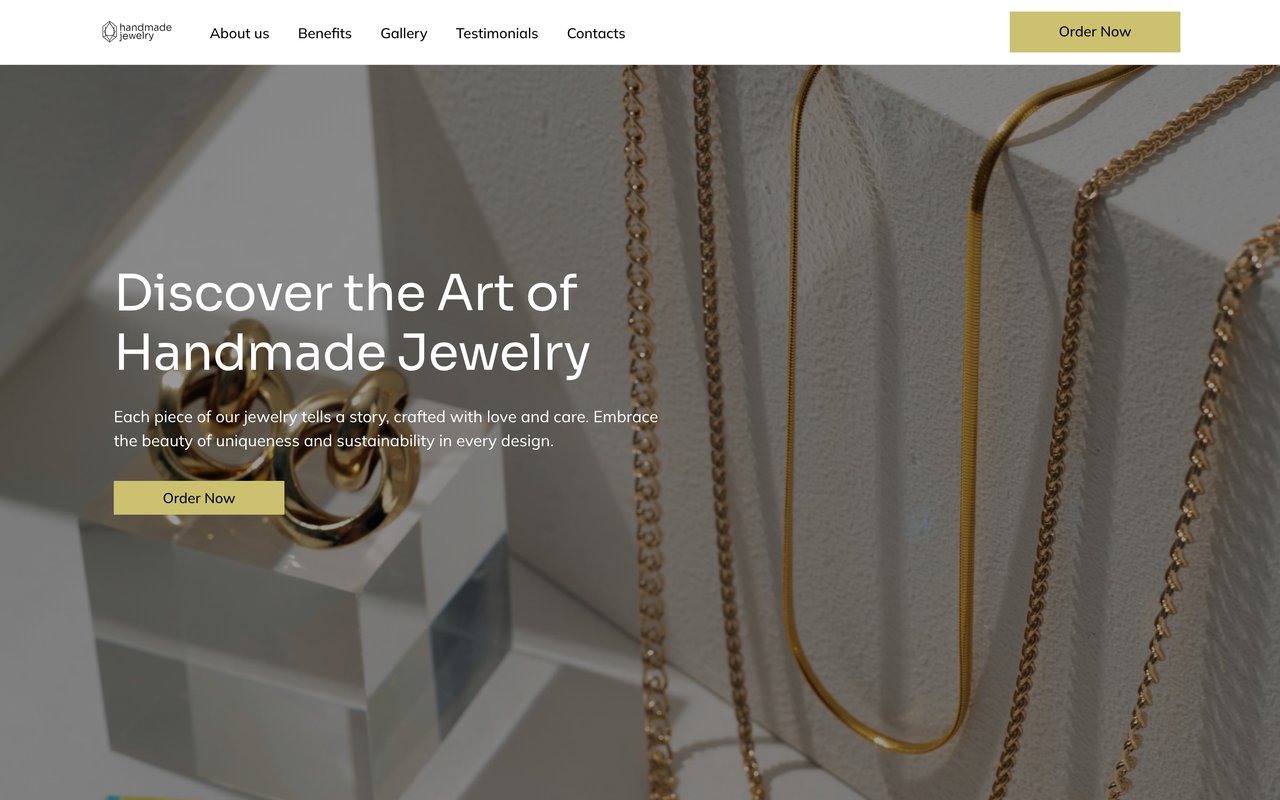 handmade
jewelry
About us
Benefits
Gallery
Testimonials
Contacts
Order Now
Discover the Art of
Handmade Jewelry
Each piece of our jewelry tells a story, crafted with love and care. Embrace
the beauty of uniqueness and sustainability in every design.
Order Now